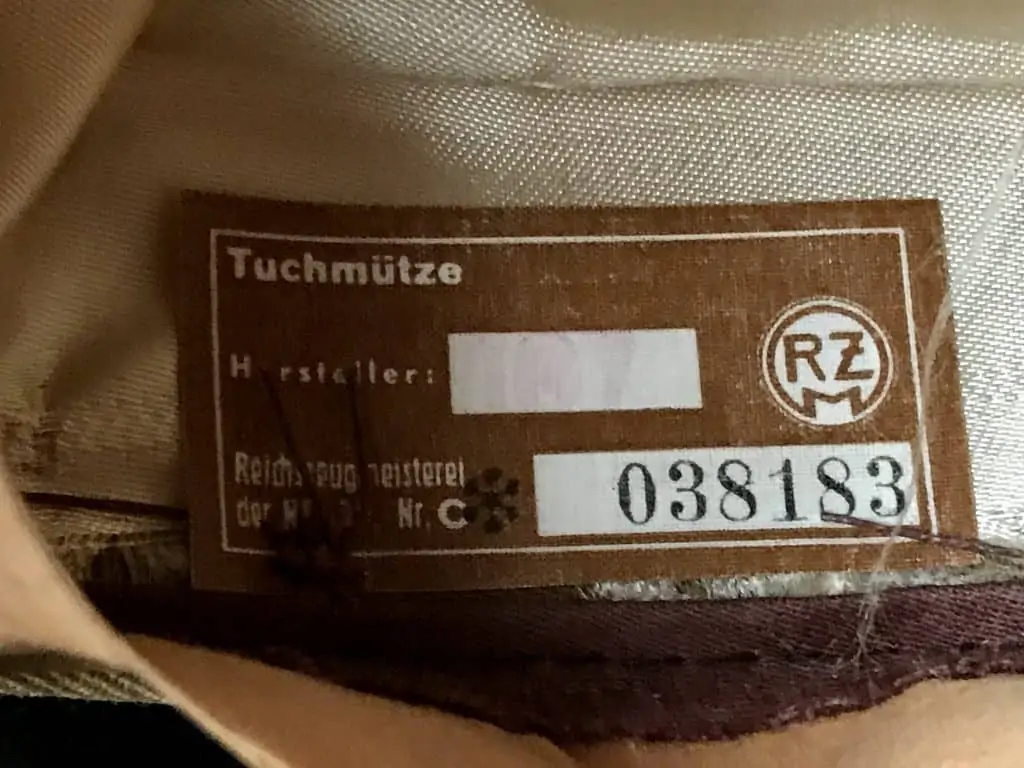 Tuchmütze
Hersteller:
RZM
Reichszeugmeisterei
der Nr. C
038183